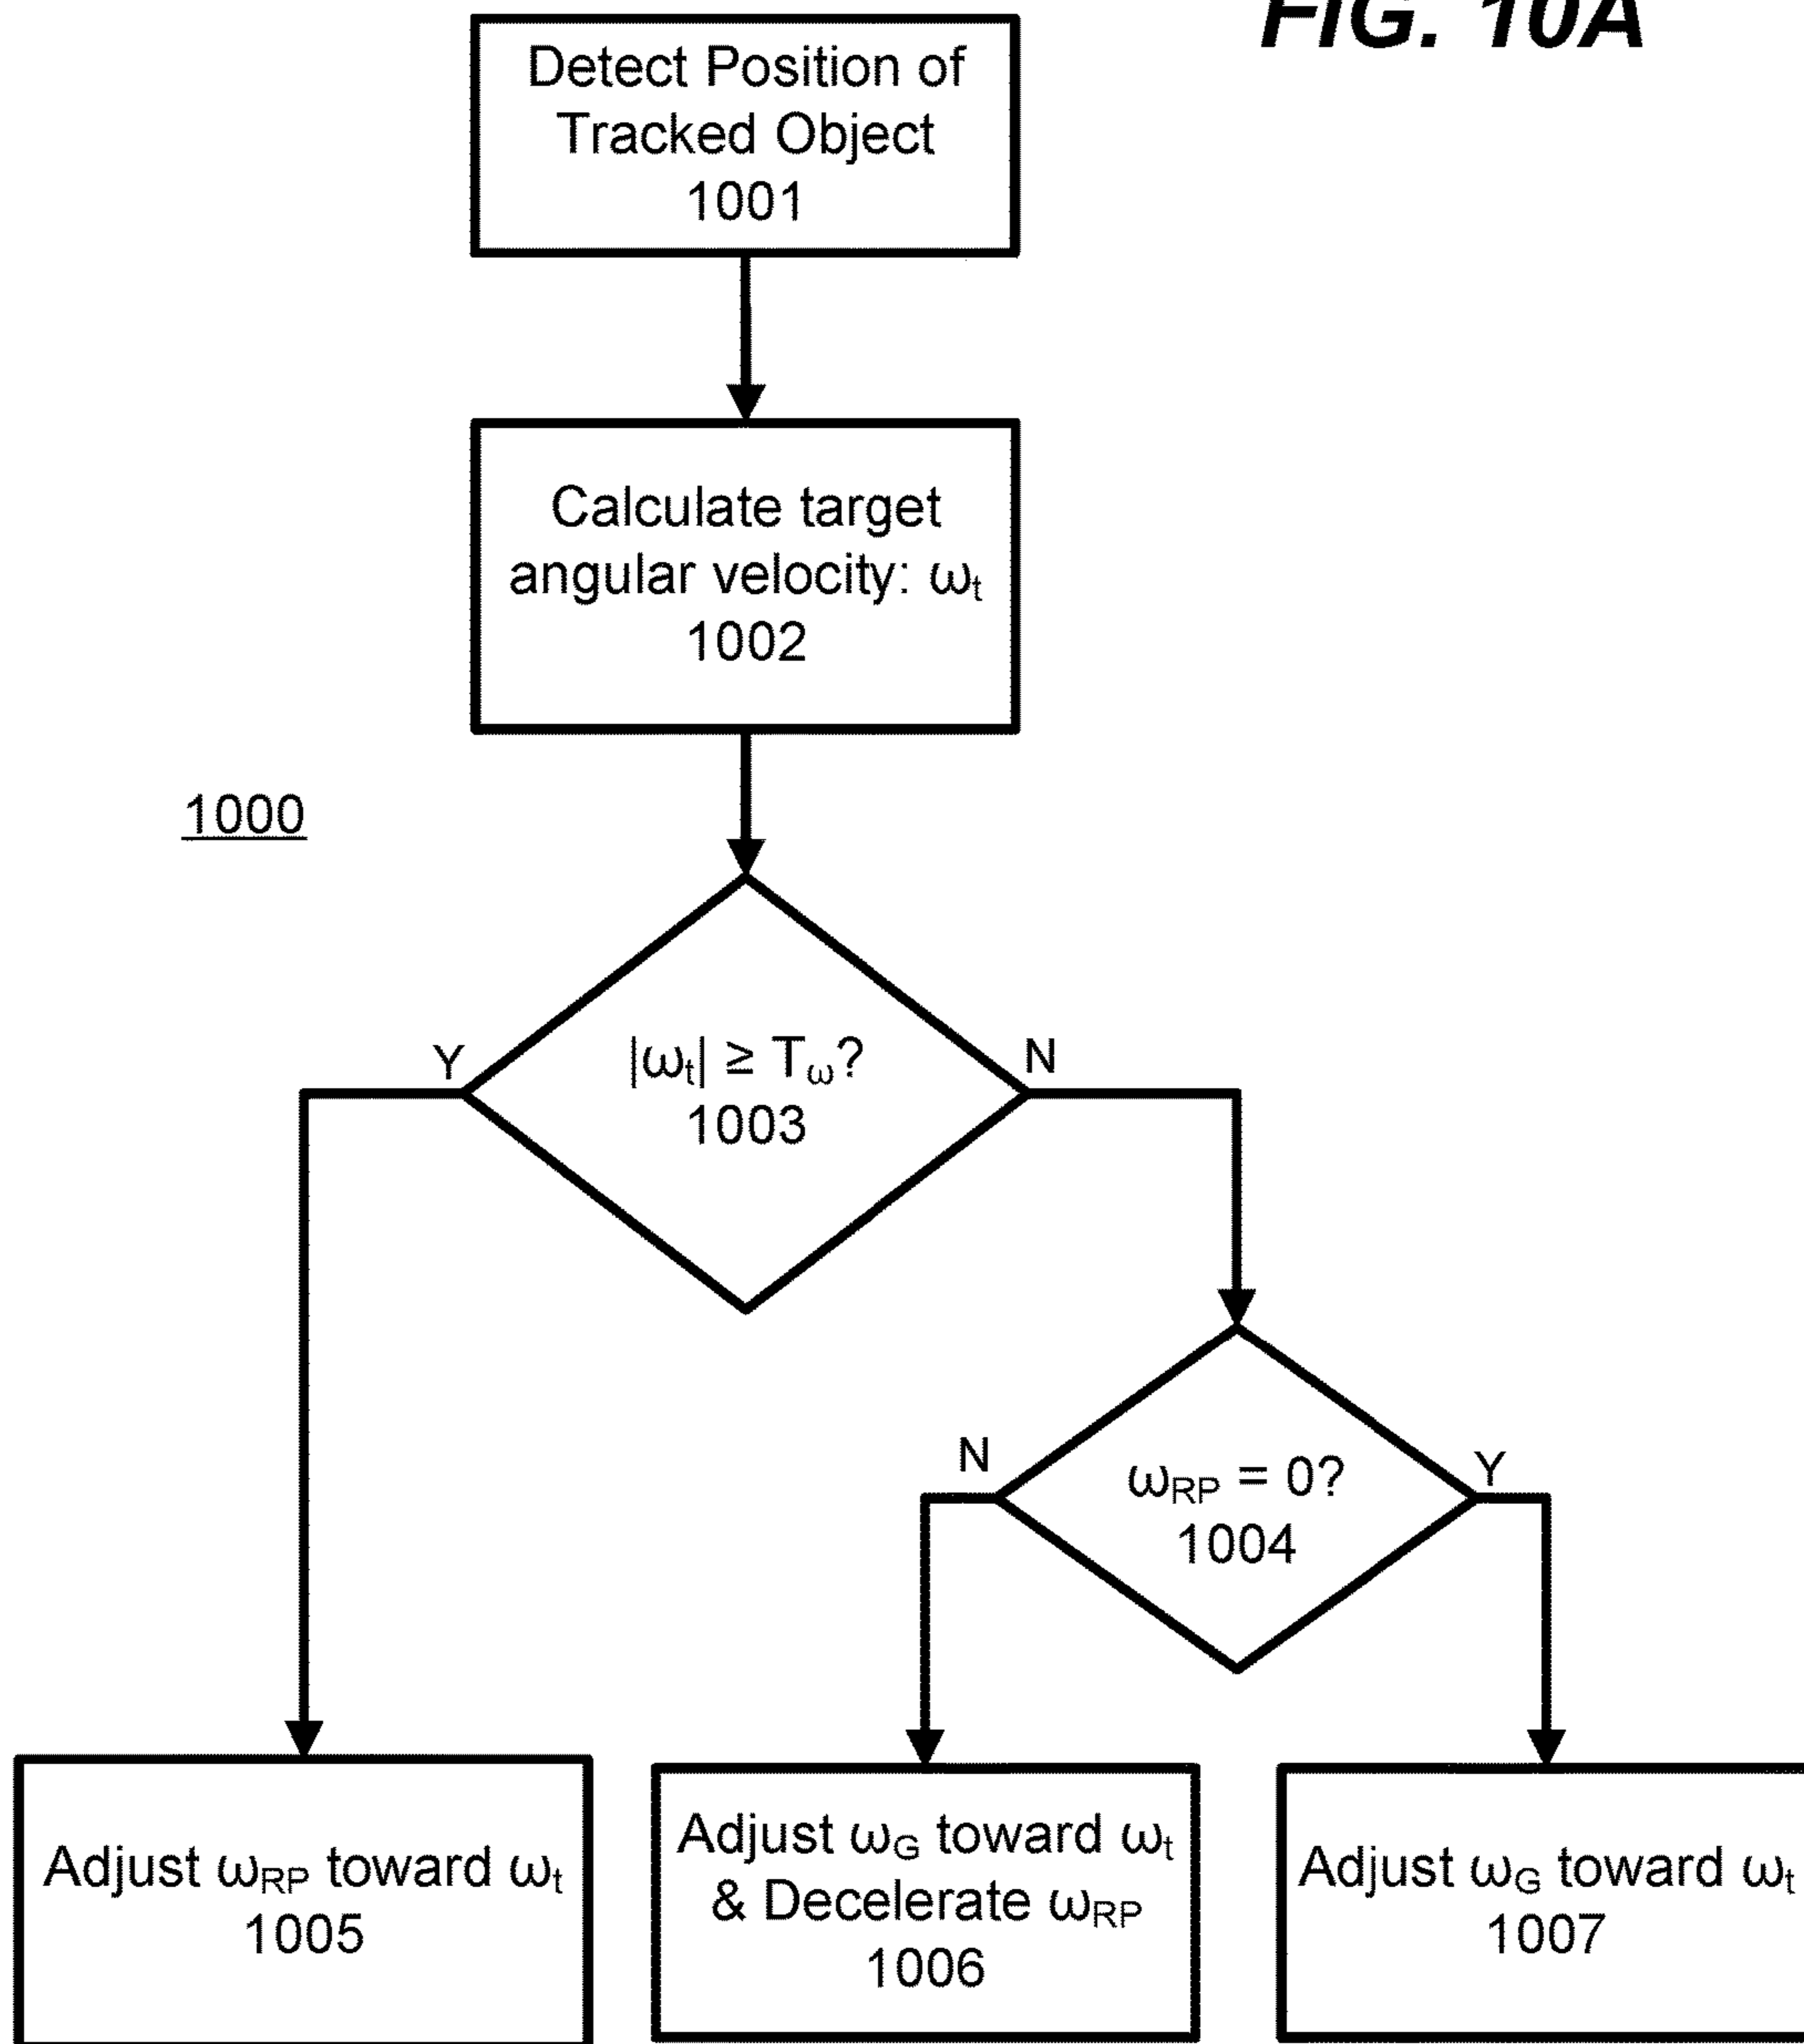 FIG. 10A
Detect Position of
Tracked Object
1001
Calculate target
angular velocity: ωt
1002
1000
Y
|ωt| ≥ Tω?
1003
N
N
ωRP = 0?
1004
Y
Adjust ωRP toward ωt
1005
Adjust ωG toward ωt
& Decelerate ωRP
1006
Adjust ωG toward ωt
1007